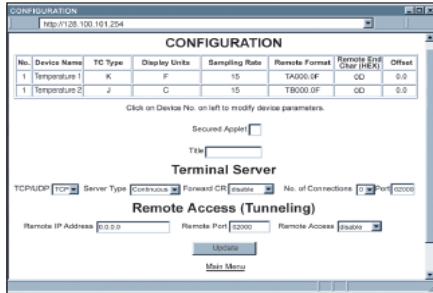 CONFIGURATION
http://128.100.101.254
CONFIGURATION
No. Device Name TC Type Display Units Sampling Rate Remote Format Remote End Char (HEX) Offset
1 Temperature 1 K F 15 TA000.0F 0D 0.0
1 Temperature 2 J C 15 TB000.0F 0D 0.0
Click on Device No. on left to modify device parameters.
Secured Applet
Title
Terminal Server
TCP/UDP TCP Server Type Continuous Forward CR disable No. of Connections 0 Port 02000
Remote Access (Tunneling)
Remote IP Address 0.0.0.0 Remote Port 02000 Remote Access disable
Update
Main Menu